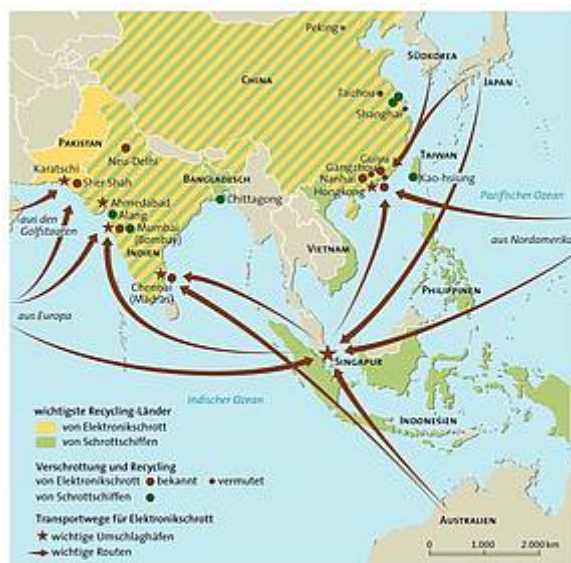 Peking
SÜDKOREA
JAPAN
CHINA
Taizhou
Shanghai
PAKISTAN
Neu-Delhi
Karatschi
Sher Shah
BANGLADESCH
Guiyu
Gangzhou
TAIWAN
Nanhai
Hongkong
Kao-hsiung
Ahmedabad
Alang
Chittagong
aus den
Golfstaaten
Mumbai
(Bombay)
INDIEN
Pazifischer Ozean
aus Nordamerika
VIETNAM
Chennai
(Madras)
PHILIPPINEN
aus Europa
SINGAPUR
Indischer Ozean
INDONESIEN
AUSTRALIEN
wichtigste Recycling-Länder
von Elektronikschrott
von Schrottschiffen
Verschrottung und Recycling
von Elektronikschrott bekannt vermutet
von Schrottschiffen
Transportwege für Elektronikschrott
wichtige Umschlaghäfen
wichtige Routen
0 1.000 2.000 km